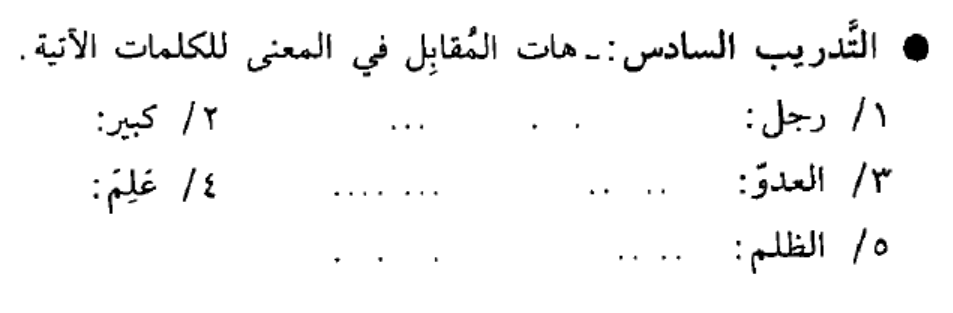 ● التَّدريب السادس: ـ هات المُقابِل في المعنى للكلمات الآتية.
١/ رجل: . . ... ٢/ كبير:
٣/ العدوّ: .. .. ... .... ٤/ عَلِمَ:
٥/ الظلم: .. .. . . .